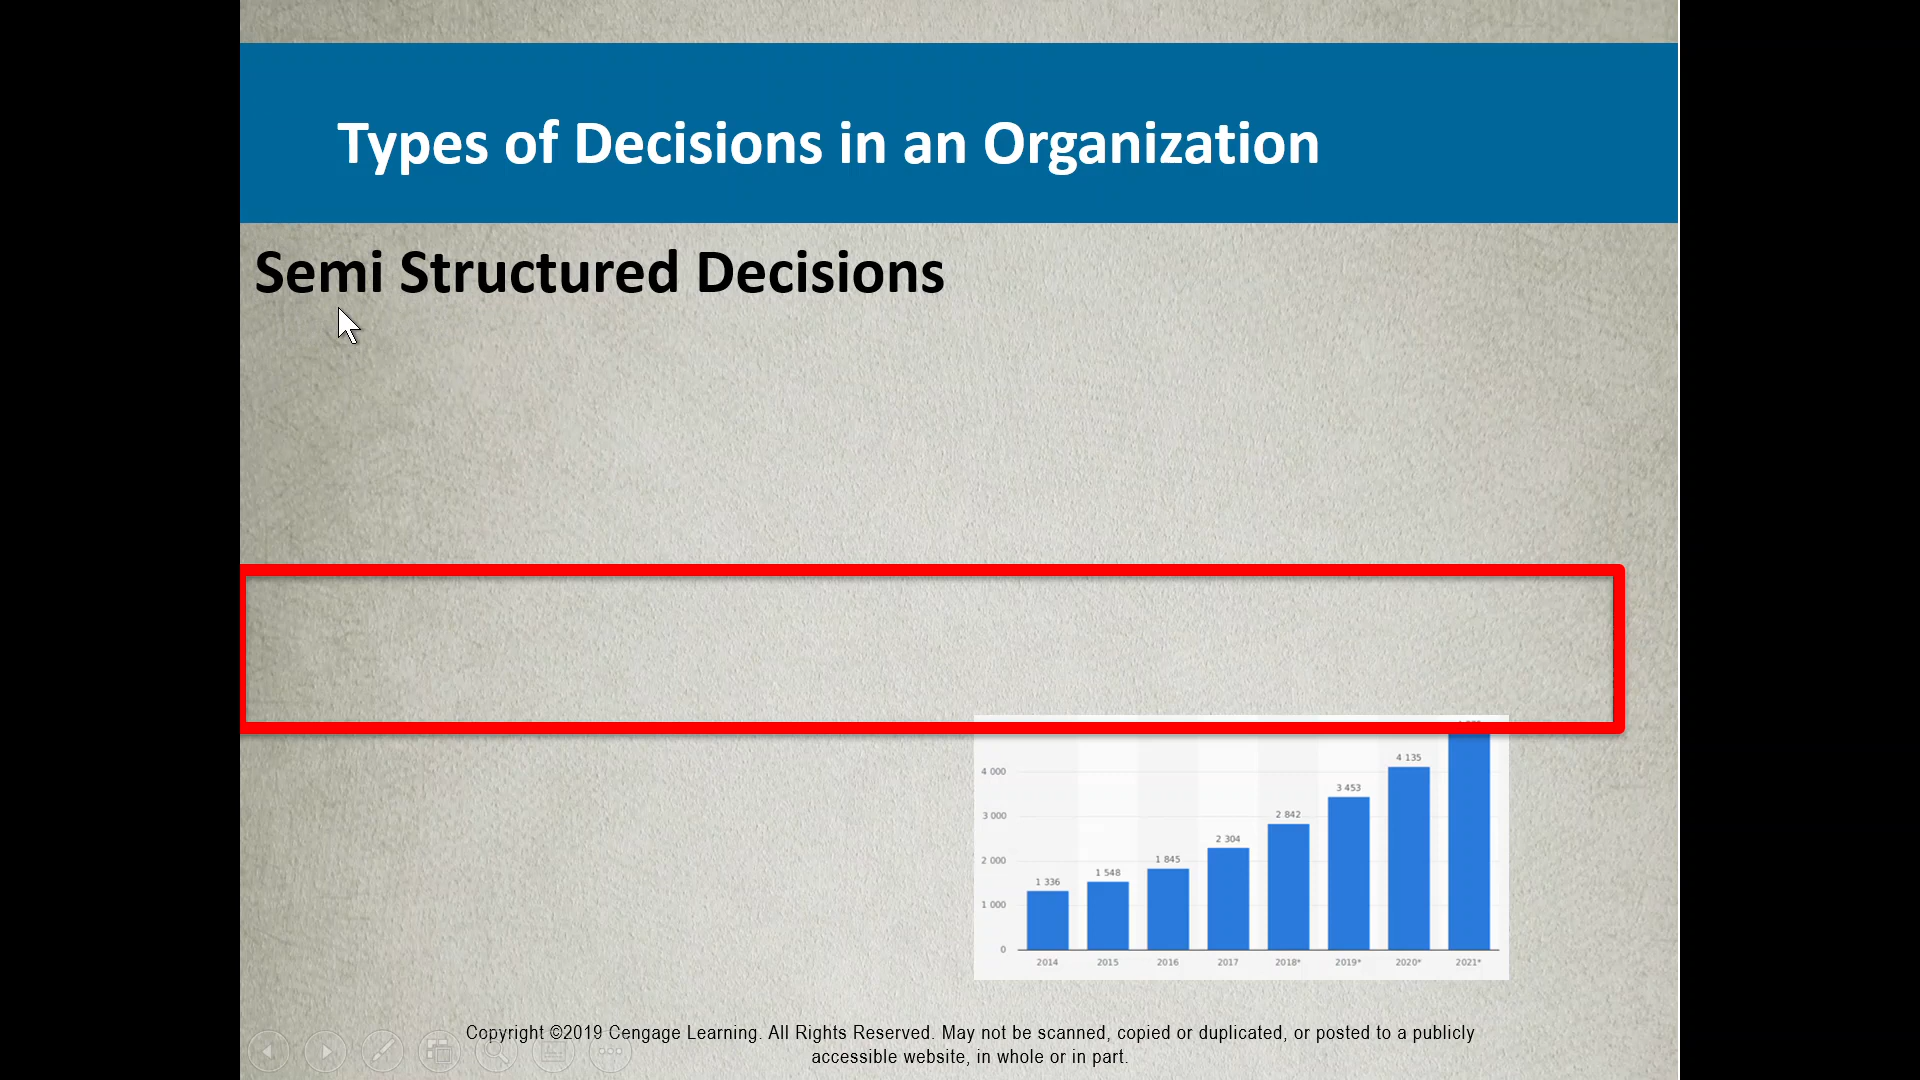 Types of Decisions in an Organization
Semi Structured Decisions
4 135
4 000
3 453
3 000
2 842
2 304
2 000
1 845
1 548
1 336
1 000
0
2014 2015 2016 2017 2018* 2019* 2020* 2021*
Copyright ©2019 Cengage Learning. All Rights Reserved. May not be scanned, copied or duplicated, or posted to a publicly
accessible website, in whole or in part.